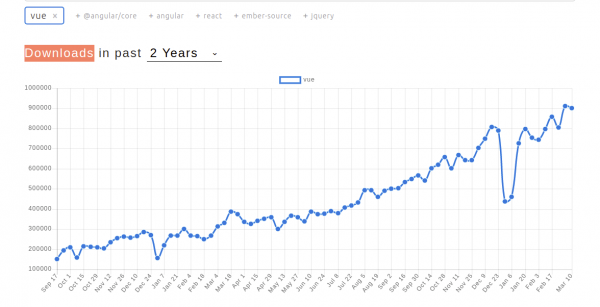 vue × + @angular/core + angular + react + ember-source + jquery
Downloads in past 2 Years
vue
1000000
900000
800000
700000
600000
500000
400000
300000
200000
100000
Sep 17 Oct 1 Oct 15 Oct 29 Nov 12 Nov 26 Dec 10 Dec 24 Jan 7 Jan 21 Feb 4 Feb 18 Mar 4 Mar 18 Apr 1 Apr 15 Apr 29 May 13 May 27 Jun 10 Jun 24 Jul 8 Jul 22 Aug 5 Aug 19 Sep 2 Sep 16 Sep 30 Oct 14 Oct 28 Nov 11 Nov 25 Dec 9 Dec 23 Jan 6 Jan 20 Feb 3 Feb 17 Mar 10